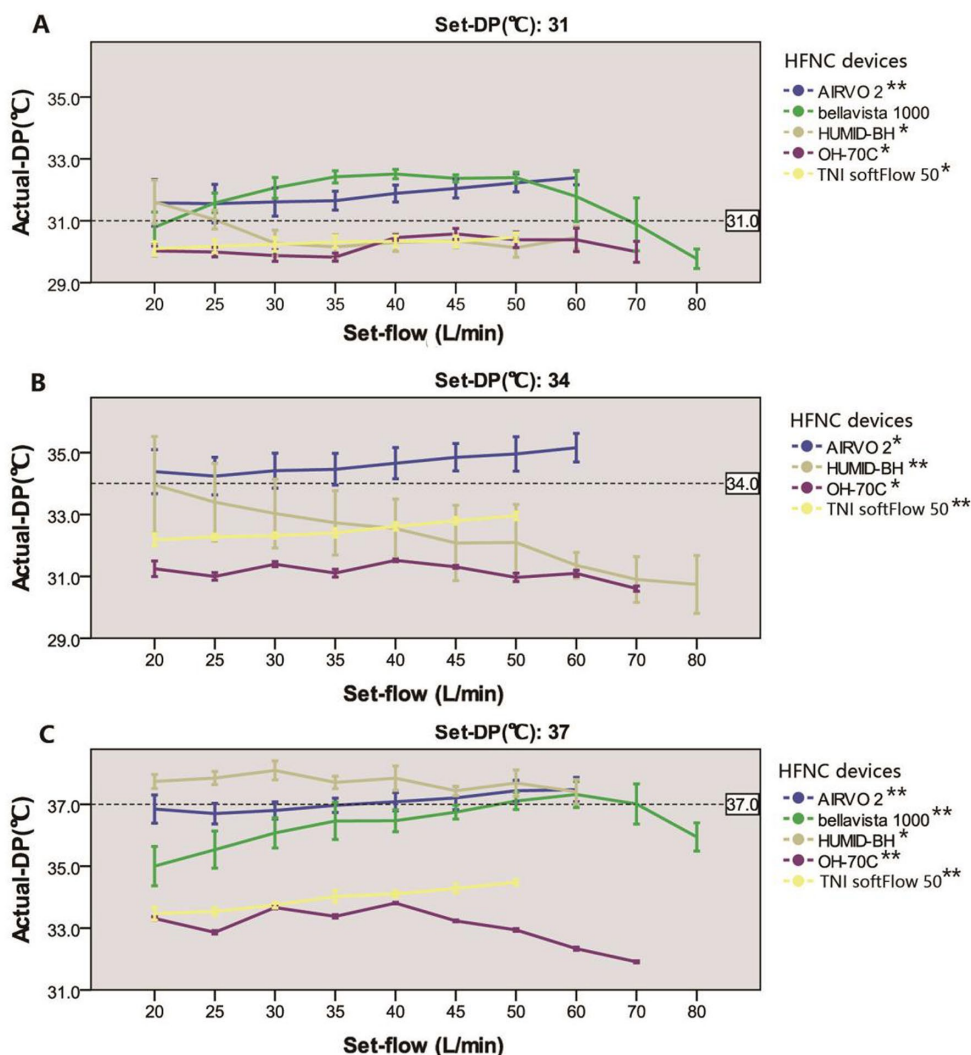 A
Set-DP(℃): 31
Actual-DP(℃)
35.0
33.0
31.0
29.0
31.0
20 25 30 35 40 45 50 60 70 80
Set-flow (L/min)
HFNC devices
AIRVO 2**
bellavista 1000
HUMID-BH*
OH-70C*
TNI softFlow 50*
B
Set-DP(℃): 34
Actual-DP(℃)
35.0
33.0
31.0
29.0
34.0
20 25 30 35 40 45 50 60 70 80
Set-flow (L/min)
HFNC devices
AIRVO 2*
HUMID-BH**
OH-70C*
TNI softFlow 50**
C
Set-DP(℃): 37
Actual-DP(℃)
37.0
35.0
33.0
31.0
37.0
20 25 30 35 40 45 50 60 70 80
Set-flow (L/min)
HFNC devices
AIRVO 2**
bellavista 1000**
HUMID-BH*
OH-70C**
TNI softFlow 50**